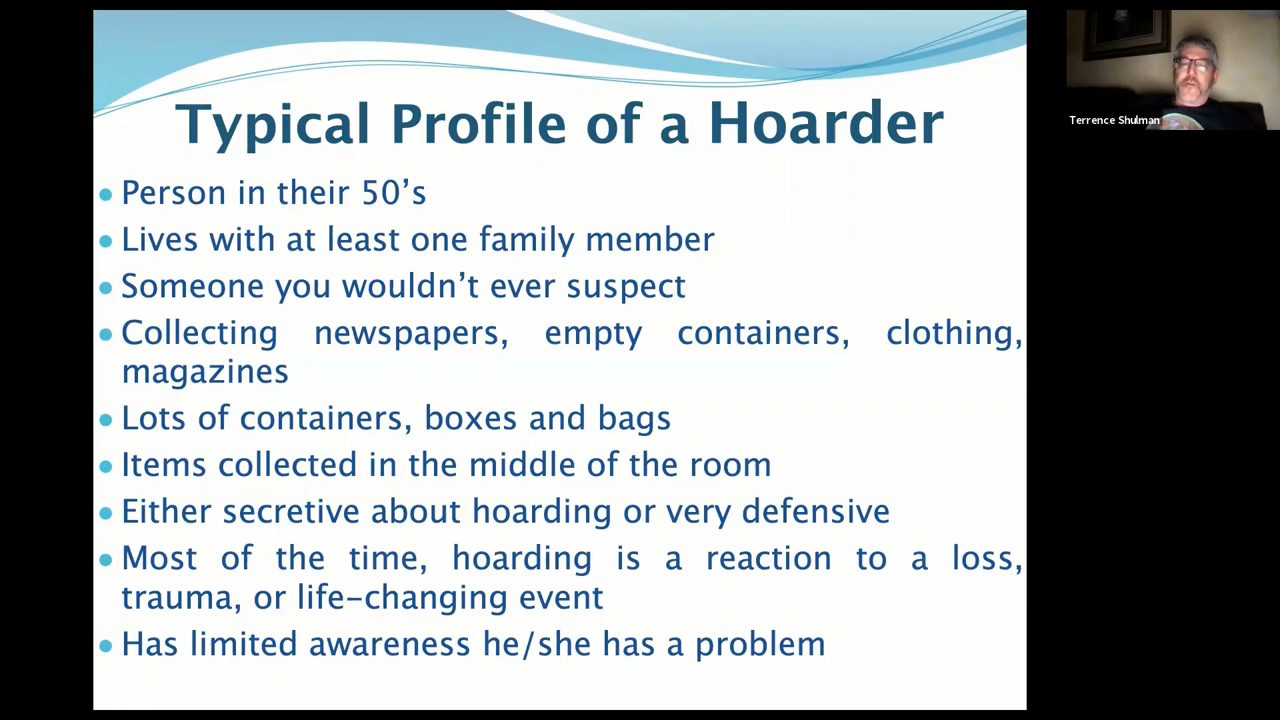 Typical Profile of a Hoarder
• Person in their 50’s
• Lives with at least one family member
• Someone you wouldn’t ever suspect
• Collecting newspapers, empty containers, clothing,
magazines
• Lots of containers, boxes and bags
• Items collected in the middle of the room
• Either secretive about hoarding or very defensive
• Most of the time, hoarding is a reaction to a loss,
trauma, or life–changing event
• Has limited awareness he/she has a problem
Terrence Shulman